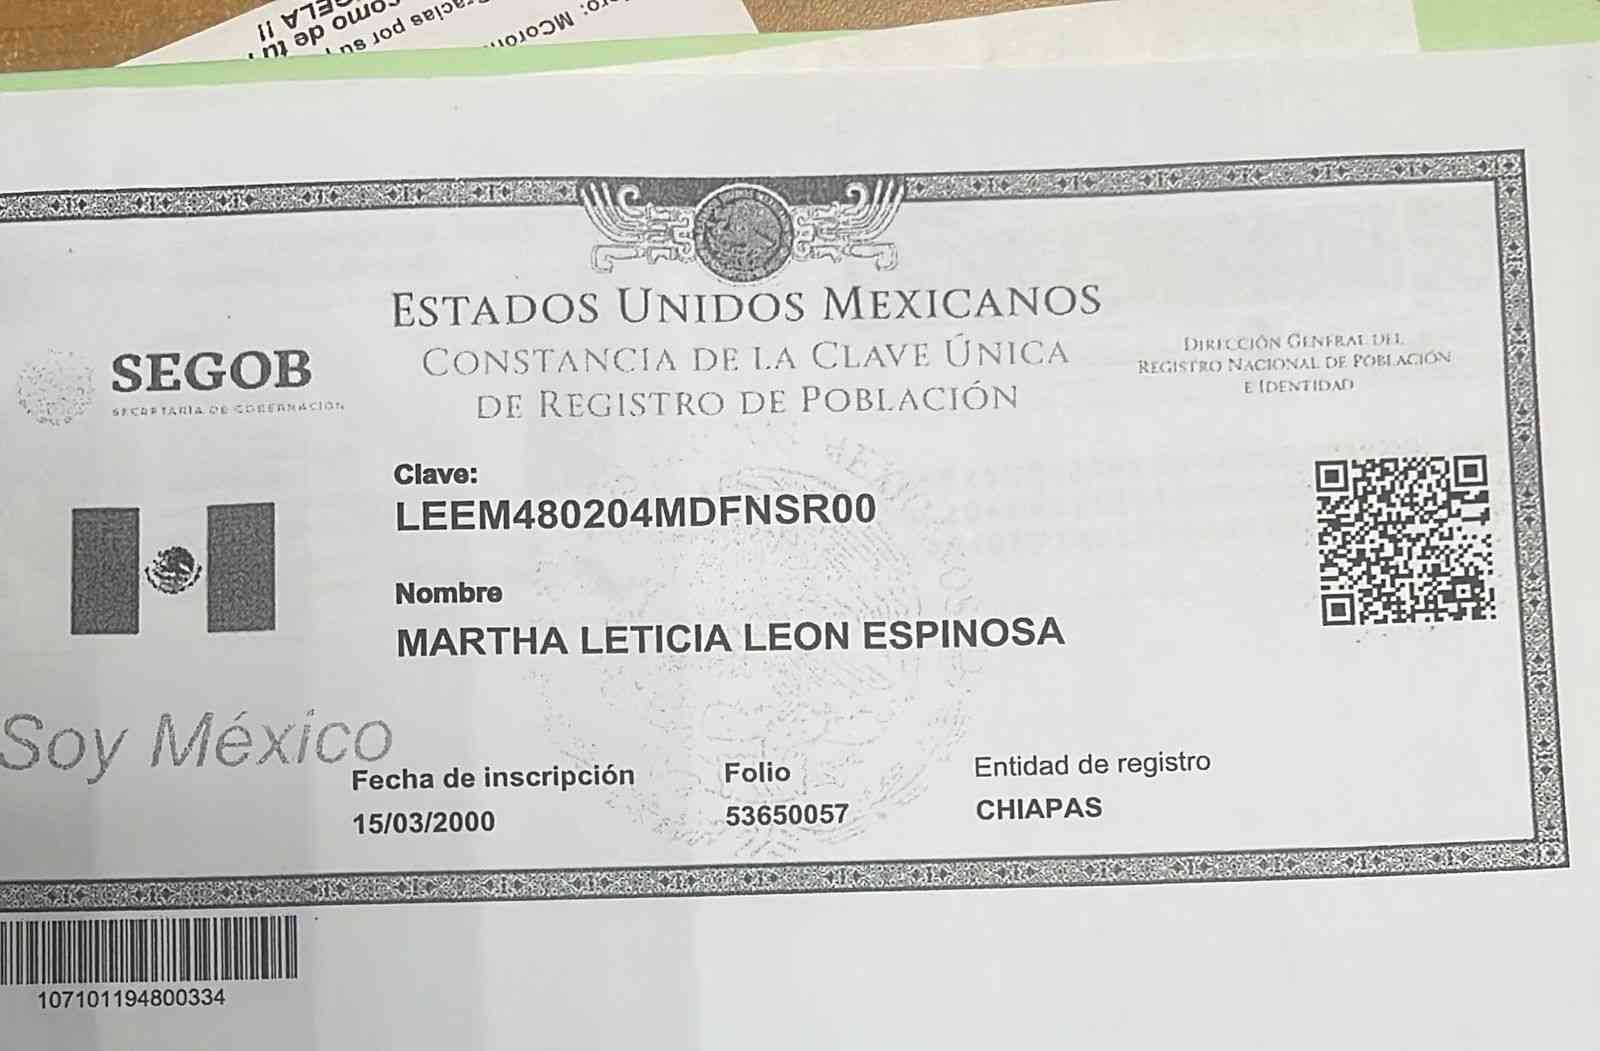 ESTADOS UNIDOS MEXICANOS
CONSTANCIA DE LA CLAVE ÚNICA
DE REGISTRO DE POBLACIÓN
SEGOB
SECRETARÍA DE GOBERNACIÓN
DIRECCIÓN GENERAL DEL
REGISTRO NACIONAL DE POBLACIÓN
E IDENTIDAD
Clave:
LEEM480204MDFNSR00
Nombre
MARTHA LETICIA LEON ESPINOSA
Soy México
Fecha de inscripción
15/03/2000
Folio
53650057
Entidad de registro
CHIAPAS
107101194800334